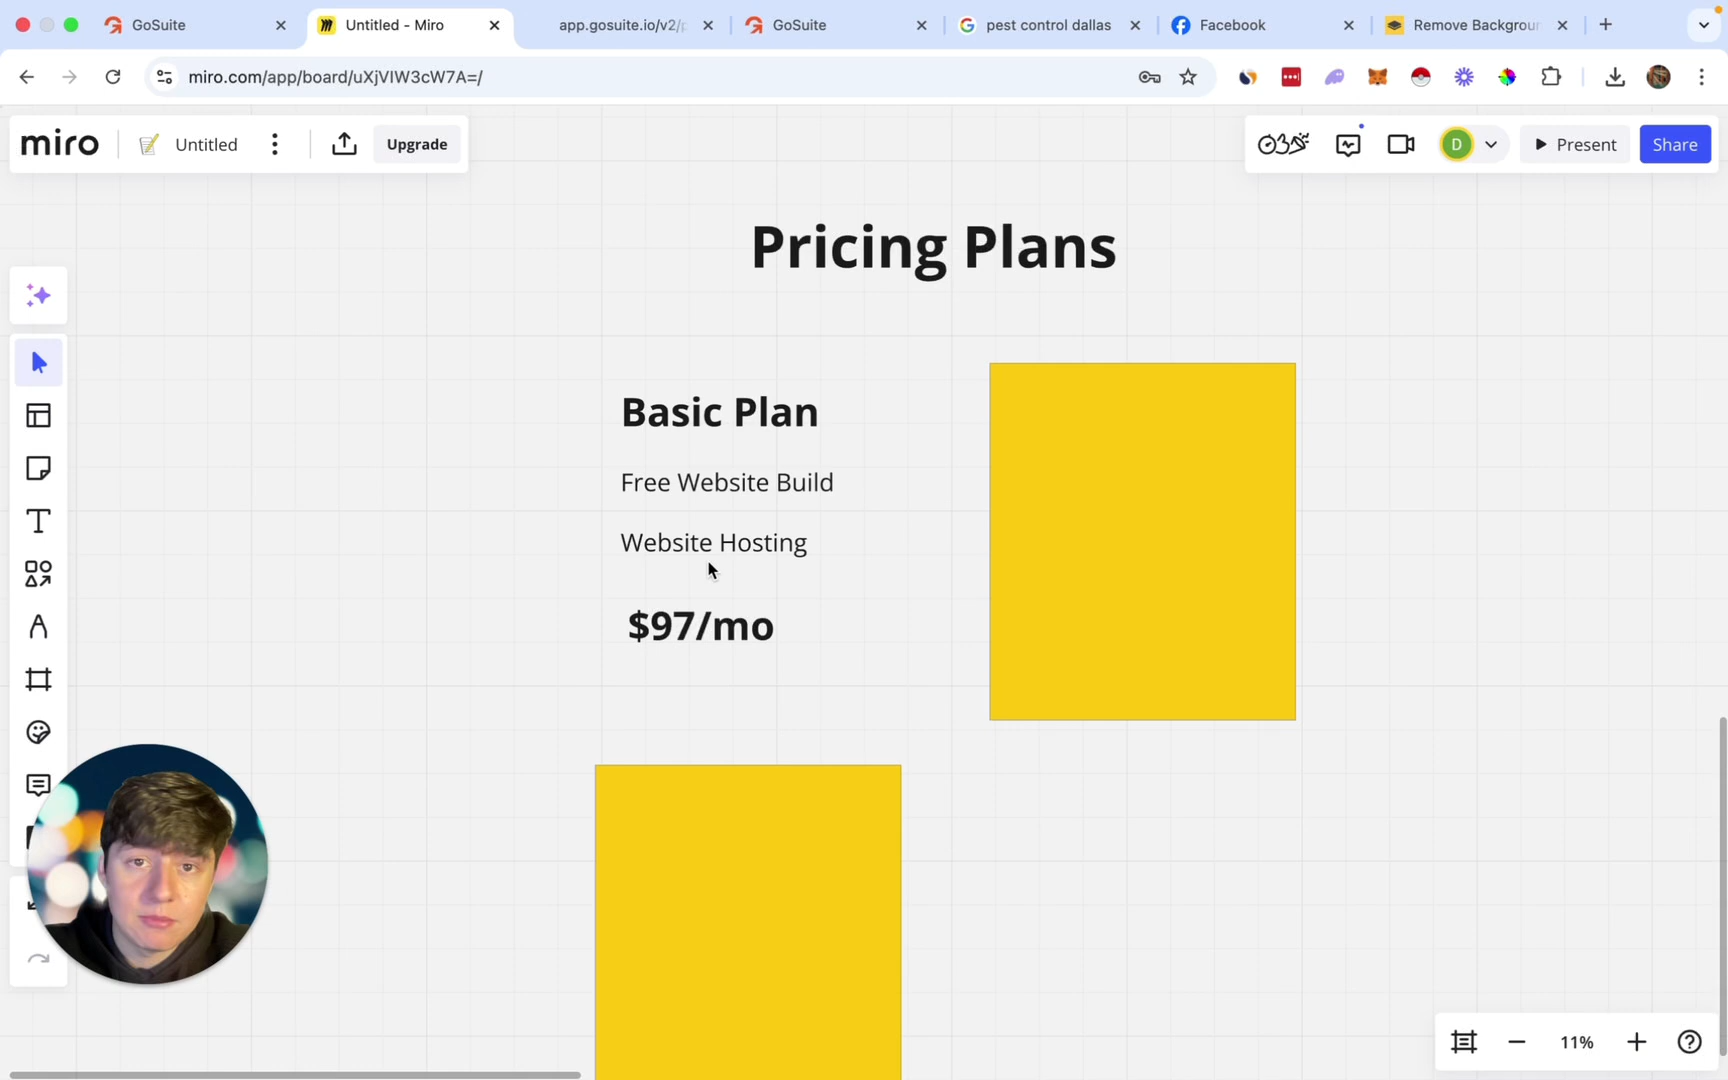 GoSuite
Untitled - Miro
app.gosuite.io/v2/p
GoSuite
pest control dallas
Facebook
Remove Backgroun
miro.com/app/board/uXjVIW3cW7A=/
miro
Untitled
Upgrade
D
Present
Share
Pricing Plans
Basic Plan
Free Website Build
Website Hosting
$97/mo
11%